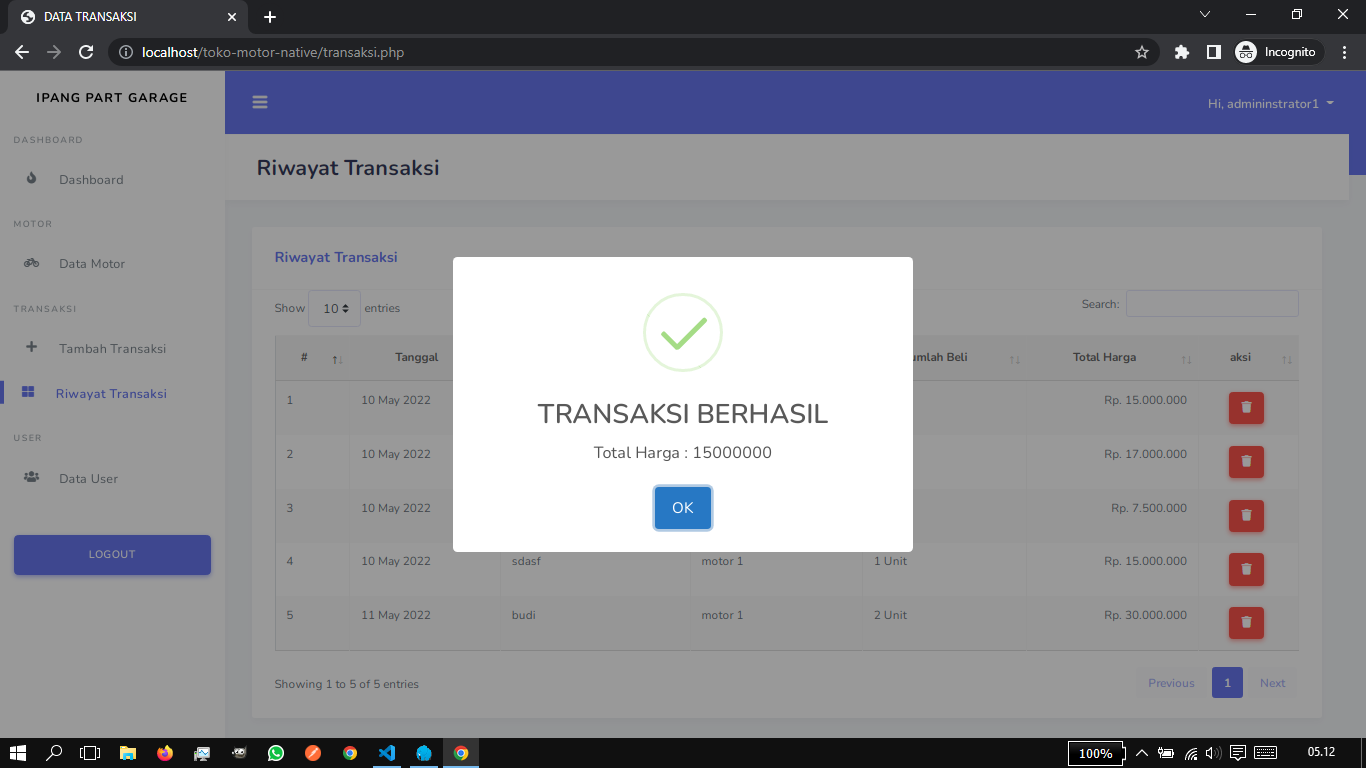 DATA TRANSAKSI
localhost/toko-motor-native/transaksi.php
Incognito
IPANG PART GARAGE
Hi, admininstrator1
DASHBOARD
Dashboard
MOTOR
Data Motor
TRANSAKSI
Tambah Transaksi
Riwayat Transaksi
USER
Data User
LOGOUT
Riwayat Transaksi
Riwayat Transaksi
Show 10 entries
Search:
# Tanggal umlah Beli Total Harga aksi
1 10 May 2022 Rp. 15.000.000
2 10 May 2022 Rp. 17.000.000
3 10 May 2022 Rp. 7.500.000
4 10 May 2022 sdasf motor 1 1 Unit Rp. 15.000.000
5 11 May 2022 budi motor 1 2 Unit Rp. 30.000.000
Showing 1 to 5 of 5 entries
Previous 1 Next
TRANSAKSI BERHASIL
Total Harga : 15000000
OK
100%
05.12